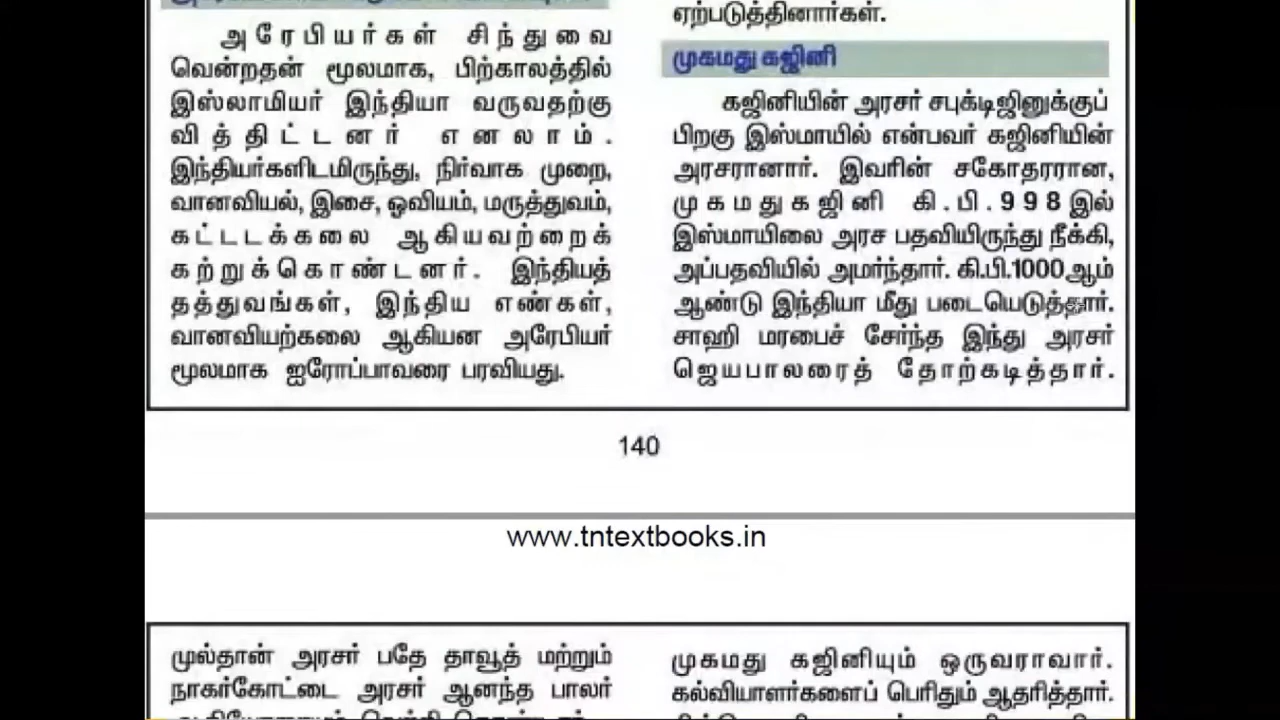 அரேபியர்கள் சிந்துவை
வென்றதன் மூலமாக, பிற்காலத்தில்
இஸ்லாமியர் இந்தியா வருவதற்கு
வித்திட்டனர் எனலாம்.
இந்தியர்களிடமிருந்து, நிர்வாக முறை,
வானவியல், இசை, ஓவியம், மருத்துவம்,
கட்டடக்கலை ஆகியவற்றைக்
கற்றுக்கொண்டனர். இந்தியத்
தத்துவங்கள், இந்திய எண்கள்,
வானவியற்கலை ஆகியன அரேபியர்
மூலமாக ஐரோப்பாவரை பரவியது.
ஏற்படுத்தினார்கள்.
முகமது கஜினி
கஜினியின் அரசர் சபுக்டிஜினுக்குப்
பிறகு இஸ்மாயில் என்பவர் கஜினியின்
அரசரானார். இவரின் சகோதரரான,
முகமதுகஜினி கி.பி.998இல்
இஸ்மாயிலை அரச பதவியிருந்து நீக்கி,
அப்பதவியில் அமர்ந்தார். கி.பி.1000ஆம்
ஆண்டு இந்தியா மீது படையெடுத்தார்.
சாஹி மரபைச் சேர்ந்த இந்து அரசர்
ஜெயபாலரைத் தோற்கடித்தார்.
140
www.tntextbooks.in
முல்தான் அரசர் பதே தாவூத் மற்றும்
நாகர்கோட்டை அரசர் ஆனந்த பாலர்
முகமது கஜினியும் ஒருவராவார்.
கல்வியாளர்களைப் பெரிதும் ஆதரித்தார்.